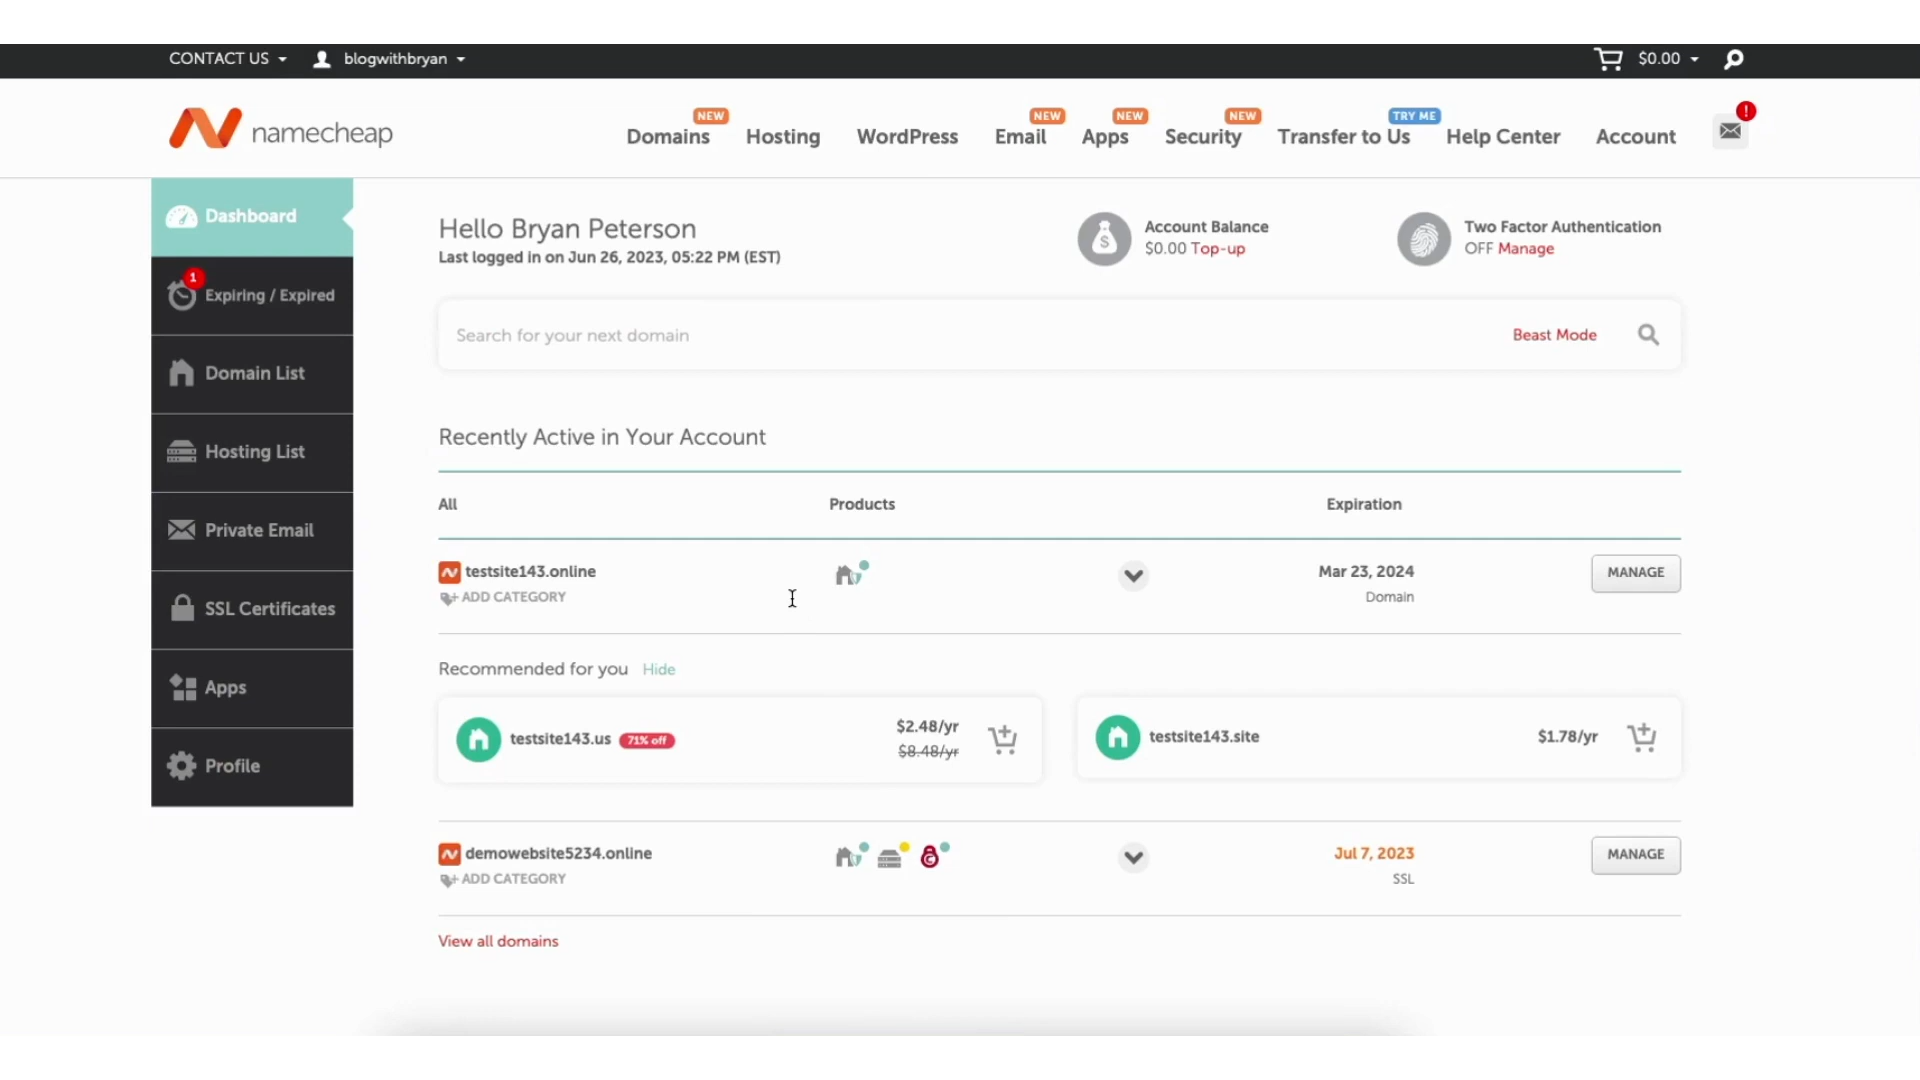 CONTACT US
blogwithbryan
$0.00
namecheap
NEW
NEW
NEW
NEW
TRY ME
!
Domains
Hosting
WordPress
Email
Apps
Security
Transfer to Us
Help Center
Account
Dashboard
1
Expiring / Expired
Domain List
Hosting List
Private Email
SSL Certificates
Apps
Profile
Hello Bryan Peterson
Last logged in on Jun 26, 2023, 05:22 PM (EST)
$
Account Balance
$0.00 Top-up
Two Factor Authentication
OFF Manage
Search for your next domain
Beast Mode
Recently Active in Your Account
All
Products
Expiration
testsite143.online
ADD CATEGORY
Mar 23, 2024
Domain
MANAGE
Recommended for you Hide
testsite143.us
71% off
$2.48/yr
$8.48/yr
testsite143.site
$1.78/yr
demowebsite5234.online
ADD CATEGORY
Jul 7, 2023
SSL
MANAGE
View all domains